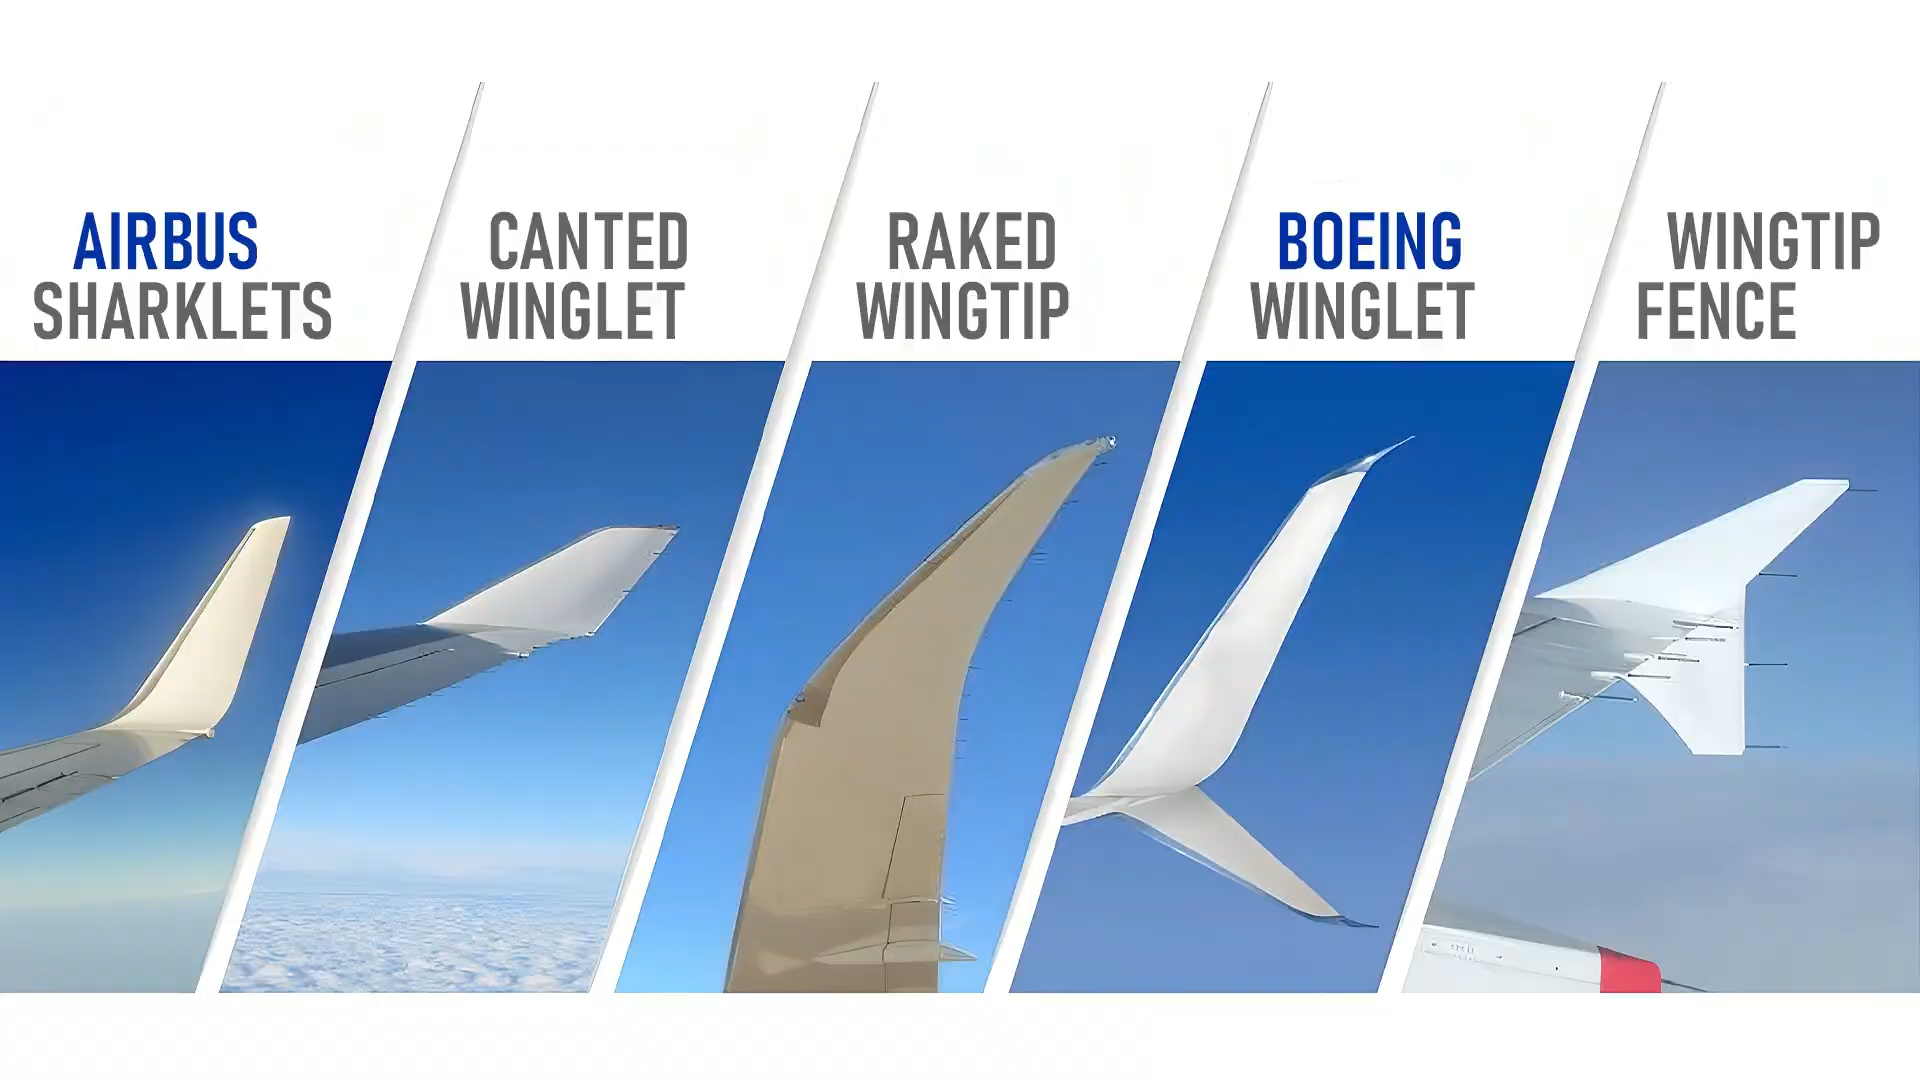 AIRBUS
SHARKLETS
CANTED
WINGLET
RAKED
WINGTIP
BOEING
WINGLET
WINGTIP
FENCE